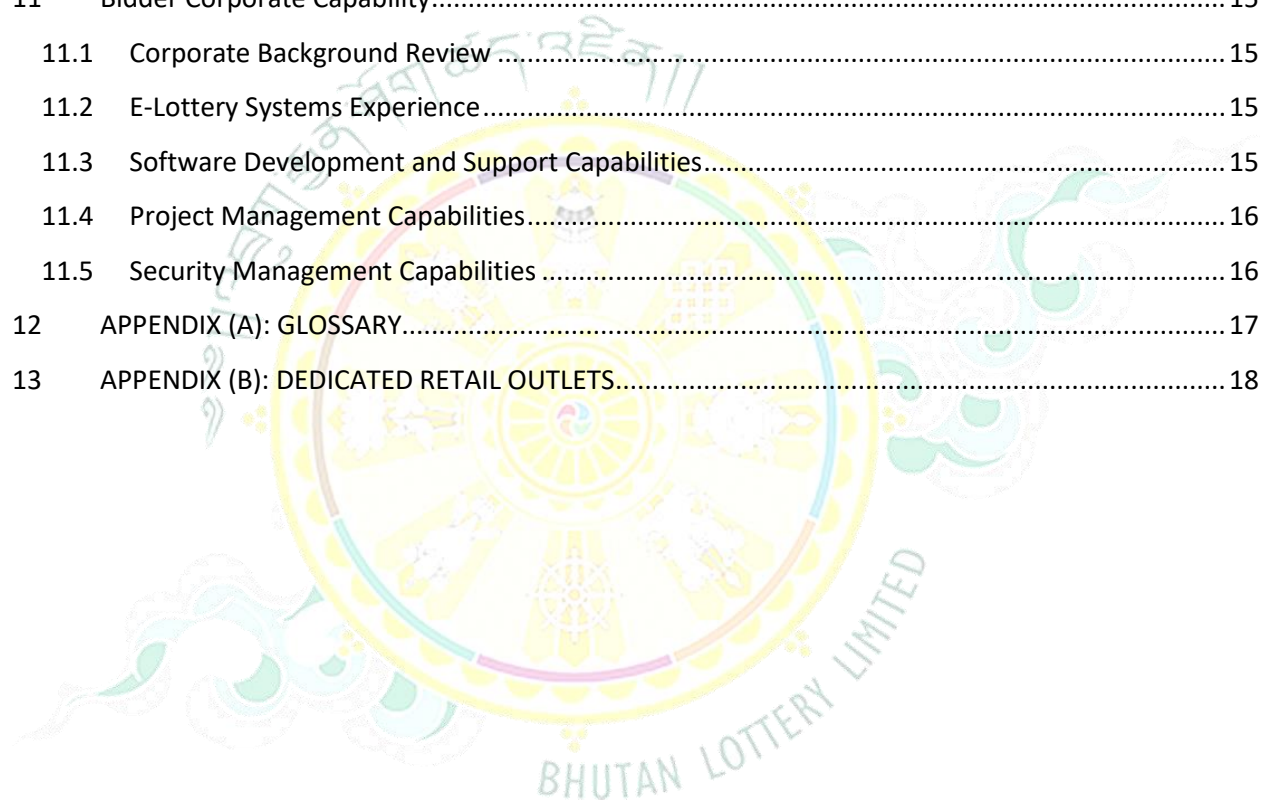 11 Bidder Corporate Capability.......... 15
11.1 Corporate Background Review.......... 15
11.2 E-Lottery Systems Experience.......... 15
11.3 Software Development and Support Capabilities.......... 15
11.4 Project Management Capabilities.......... 16
11.5 Security Management Capabilities.......... 16
12 APPENDIX (A): GLOSSARY.......... 17
13 APPENDIX (B): DEDICATED RETAIL OUTLETS.......... 18
BHUTAN LOTTERY LIMITED